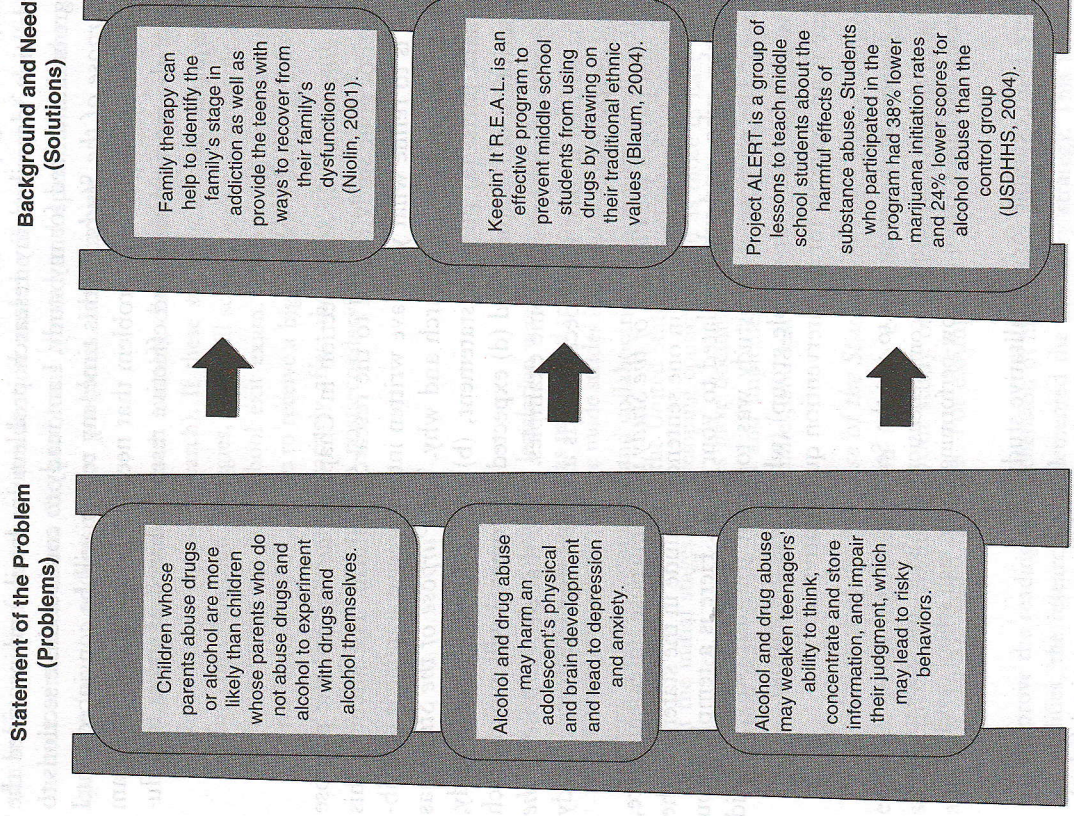 Statement of the Problem
(Problems)
Children whose
parents abuse drugs
or alcohol are more
likely than children
whose parents who do
not abuse drugs and
alcohol to experiment
with drugs and
alcohol themselves.
Alcohol and drug abuse
may harm an
adolescent's physical
and brain development
and lead to depression
and anxiety.
Alcohol and drug abuse
may weaken teenagers'
ability to think,
concentrate and store
information, and impair
their judgment, which
may lead to risky
behaviors.
Background and Need
(Solutions)
Family therapy can
help to identify the
family's stage in
addiction as well as
provide the teens with
ways to recover from
their family's
dysfunctions
(Niolin, 2001).
Keepin' It R.E.A.L. is an
effective program to
prevent middle school
students from using
drugs by drawing on
their traditional ethnic
values (Blaum, 2004).
Project ALERT is a group of
lessons to teach middle
school students about the
harmful effects of
substance abuse. Students
who participated in the
program had 38% lower
marijuana initiation rates
and 24% lower scores for
alcohol abuse than the
control group
(USDHHS, 2004).